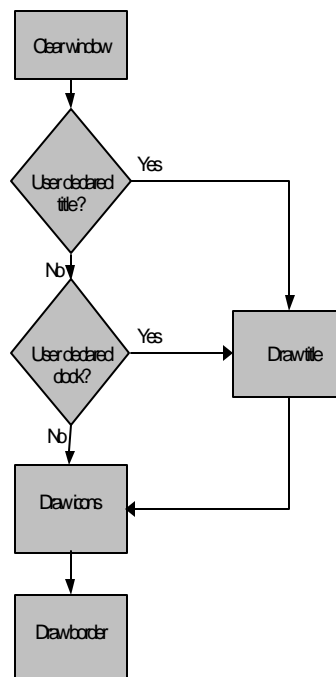 Clear window
User declared
title?
Yes
No
User declared
clock?
Yes
No
Draw title
Draw icons
Draw border